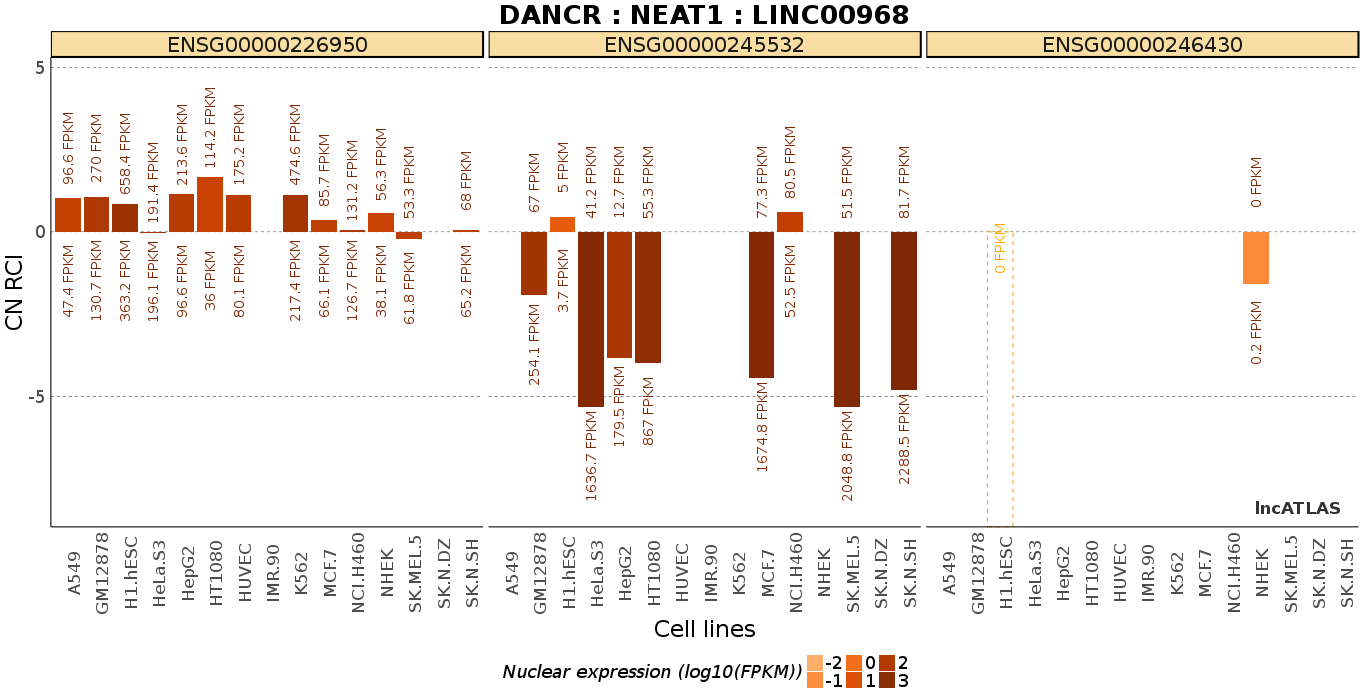 DANCR : NEAT1 : LINC00968
ENSG00000226950
ENSG00000245532
ENSG00000246430
CN RCI
5
0
-5
96.6 FPKM
270 FPKM
658.4 FPKM
191.4 FPKM
213.6 FPKM
114.2 FPKM
175.2 FPKM
474.6 FPKM
85.7 FPKM
131.2 FPKM
56.3 FPKM
53.3 FPKM
68 FPKM
47.4 FPKM
130.7 FPKM
363.2 FPKM
196.1 FPKM
96.6 FPKM
36 FPKM
80.1 FPKM
217.4 FPKM
66.1 FPKM
126.7 FPKM
38.1 FPKM
61.8 FPKM
65.2 FPKM
67 FPKM
5 FPKM
41.2 FPKM
12.7 FPKM
55.3 FPKM
77.3 FPKM
80.5 FPKM
51.5 FPKM
81.7 FPKM
254.1 FPKM
3.7 FPKM
1636.7 FPKM
179.5 FPKM
867 FPKM
1674.8 FPKM
52.5 FPKM
2048.8 FPKM
2288.5 FPKM
0 FPKM
0 FPKM
0.2 FPKM
lncATLAS
A549
GM12878
H1.hESC
HeLa.S3
HepG2
HT1080
HUVEC
IMR.90
K562
MCF.7
NCI.H460
NHEK
SK.MEL.5
SK.N.DZ
SK.N.SH
A549
GM12878
H1.hESC
HeLa.S3
HepG2
HT1080
HUVEC
IMR.90
K562
MCF.7
NCI.H460
NHEK
SK.MEL.5
SK.N.DZ
SK.N.SH
A549
GM12878
H1.hESC
HeLa.S3
HepG2
HT1080
HUVEC
IMR.90
K562
MCF.7
NCI.H460
NHEK
SK.MEL.5
SK.N.DZ
SK.N.SH
Cell lines
Nuclear expression (log10(FPKM))
-2 0 2
-1 1 3